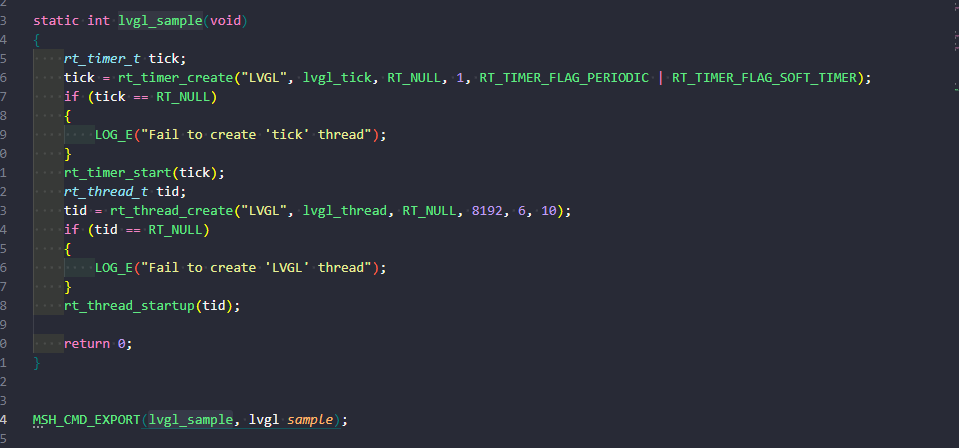 2
3 static int lvgl_sample(void)
4 {
5 rt_timer_t tick;
6 tick = rt_timer_create("LVGL", lvgl_tick, RT_NULL, 1, RT_TIMER_FLAG_PERIODIC | RT_TIMER_FLAG_SOFT_TIMER);
7 if (tick == RT_NULL)
8 {
9 LOG_E("Fail to create 'tick' thread");
0 }
1 rt_timer_start(tick);
2 rt_thread_t tid;
3 tid = rt_thread_create("LVGL", lvgl_thread, RT_NULL, 8192, 6, 10);
4 if (tid == RT_NULL)
5 {
6 LOG_E("Fail to create 'LVGL' thread");
7 }
8 rt_thread_startup(tid);
9
0 return 0;
1 }
2
3
4 MSH_CMD_EXPORT(lvgl_sample, lvgl sample);
5